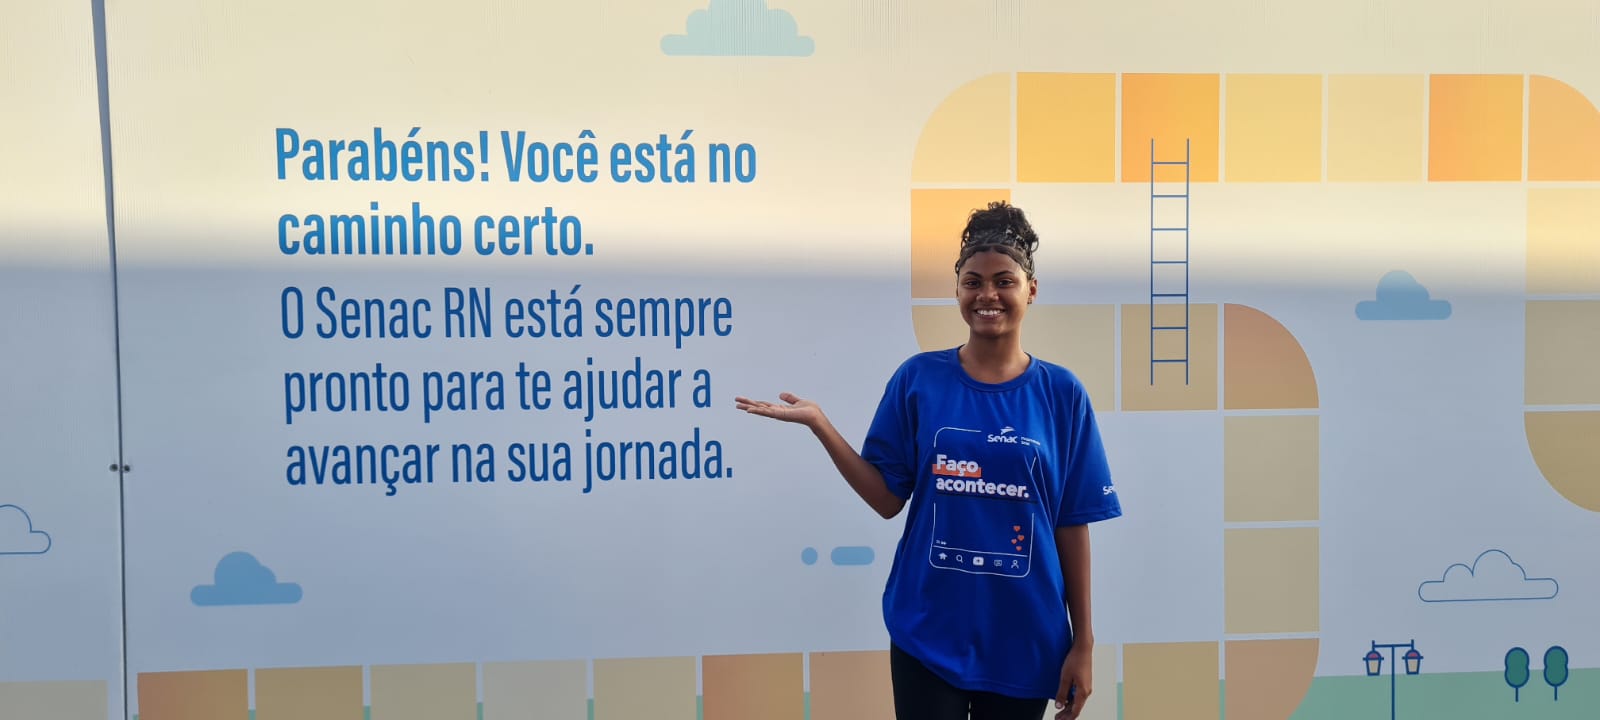 Parabéns! Você está no
caminho certo.
O Senac RN está sempre
pronto para te ajudar a
avançar na sua jornada.
Senac
Faço
acontecer.